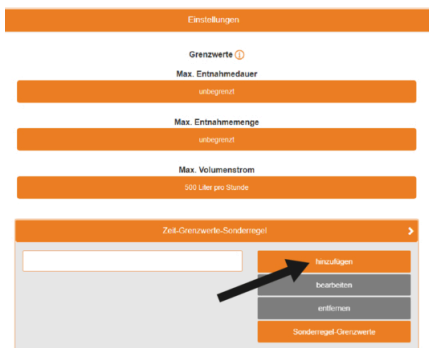 Einstellungen
Grenzwerte ⓘ
Max. Entnahmedauer
unbegrenzt
Max. Entnahmemenge
unbegrenzt
Max. Volumenstrom
500 Liter pro Stunde
Zeit-Grenzwerte-Sonderregel
hinzufügen
bearbeiten
entfernen
Sonderregel-Grenzwerte